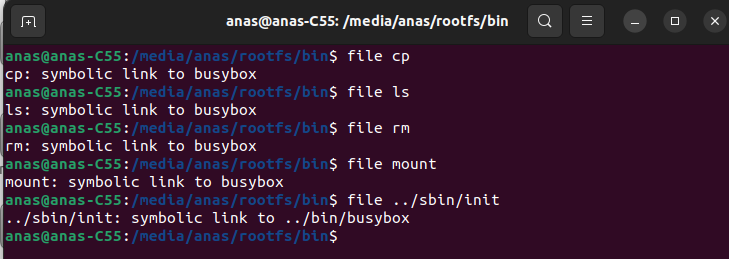 anas@anas-C55: /media/anas/rootfs/bin
anas@anas-C55:/media/anas/rootfs/bin$ file cp
cp: symbolic link to busybox
anas@anas-C55:/media/anas/rootfs/bin$ file ls
ls: symbolic link to busybox
anas@anas-C55:/media/anas/rootfs/bin$ file rm
rm: symbolic link to busybox
anas@anas-C55:/media/anas/rootfs/bin$ file mount
mount: symbolic link to busybox
anas@anas-C55:/media/anas/rootfs/bin$ file ../sbin/init
../sbin/init: symbolic link to ../bin/busybox
anas@anas-C55:/media/anas/rootfs/bin$